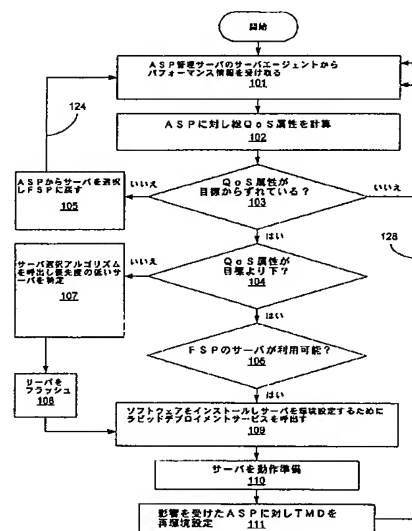 開始
ASP管理サーバのサーバエージェントから
パフォーマンス情報を受け取る
101
124
ASPに対し総QoS属性を計算
102
QoS属性が
目標からずれている?
103
いいえ
いいえ
ASPからサーバを選択
しFSPに戻す
105
はい
128
QoS属性が
目標より下?
104
いいえ
サーバ選択アルゴリズム
を呼出し優先度の低いサ
ーバを特定
107
はい
FSPのサーバが利用可能?
106
リーバを
フラッシュ
108
はい
ソフトウェアをインストールしサーバを環境設定するために
ラピッドデプロイメントサービスを呼出す
109
サーバを動作準備
110
影響を受けたASPに対しTMDを
再環境設定
111